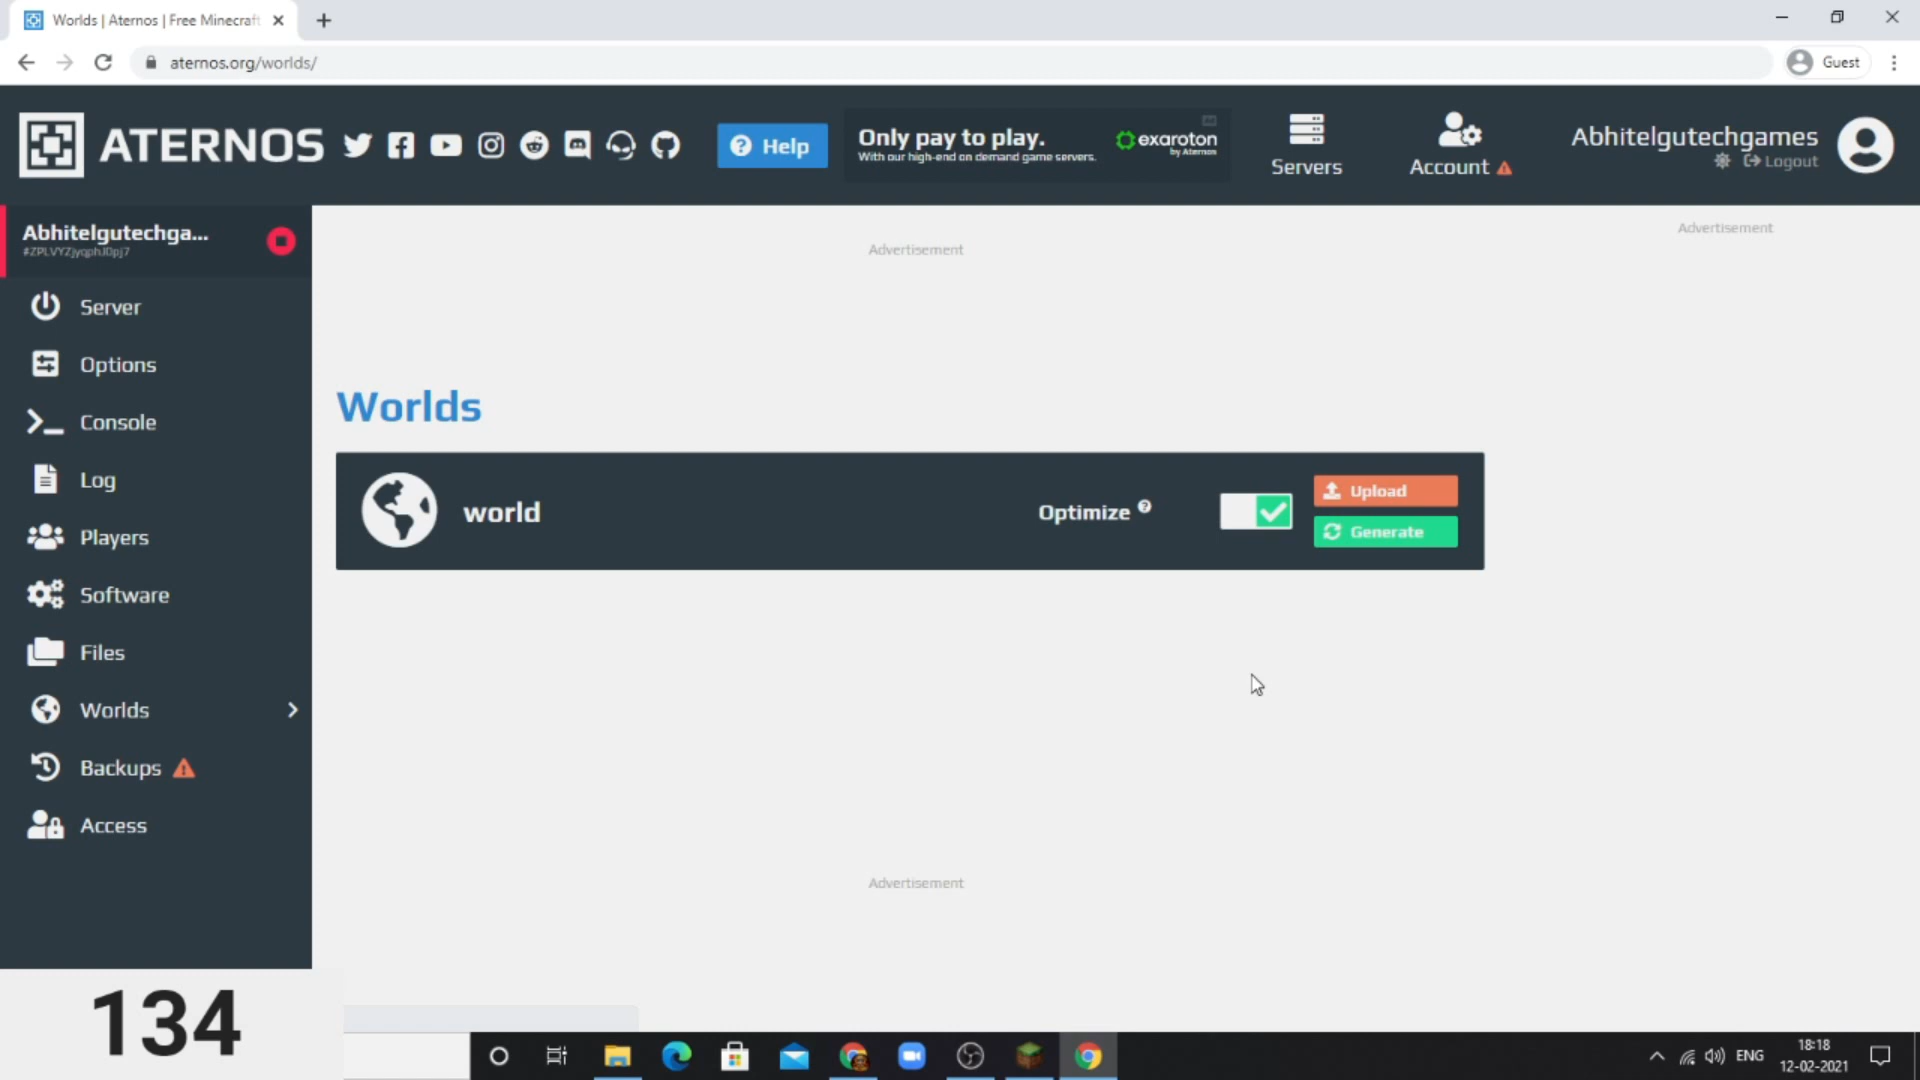 Worlds | Aternos | Free Minecraft
aternos.org/worlds/
Guest
ATERNOS
Help
Only pay to play.
With our high-end on demand game servers.
exaroton
by Aternos
Servers
Account
Abhitelgutechgames
Logout
Abhitelgutechga...
Advertisement
Advertisement
Server
Options
Console
Log
Players
Software
Files
Worlds
Backups
Access
Worlds
world
Optimize
Upload
Generate
Advertisement
134
ENG
18:18
12-02-2021